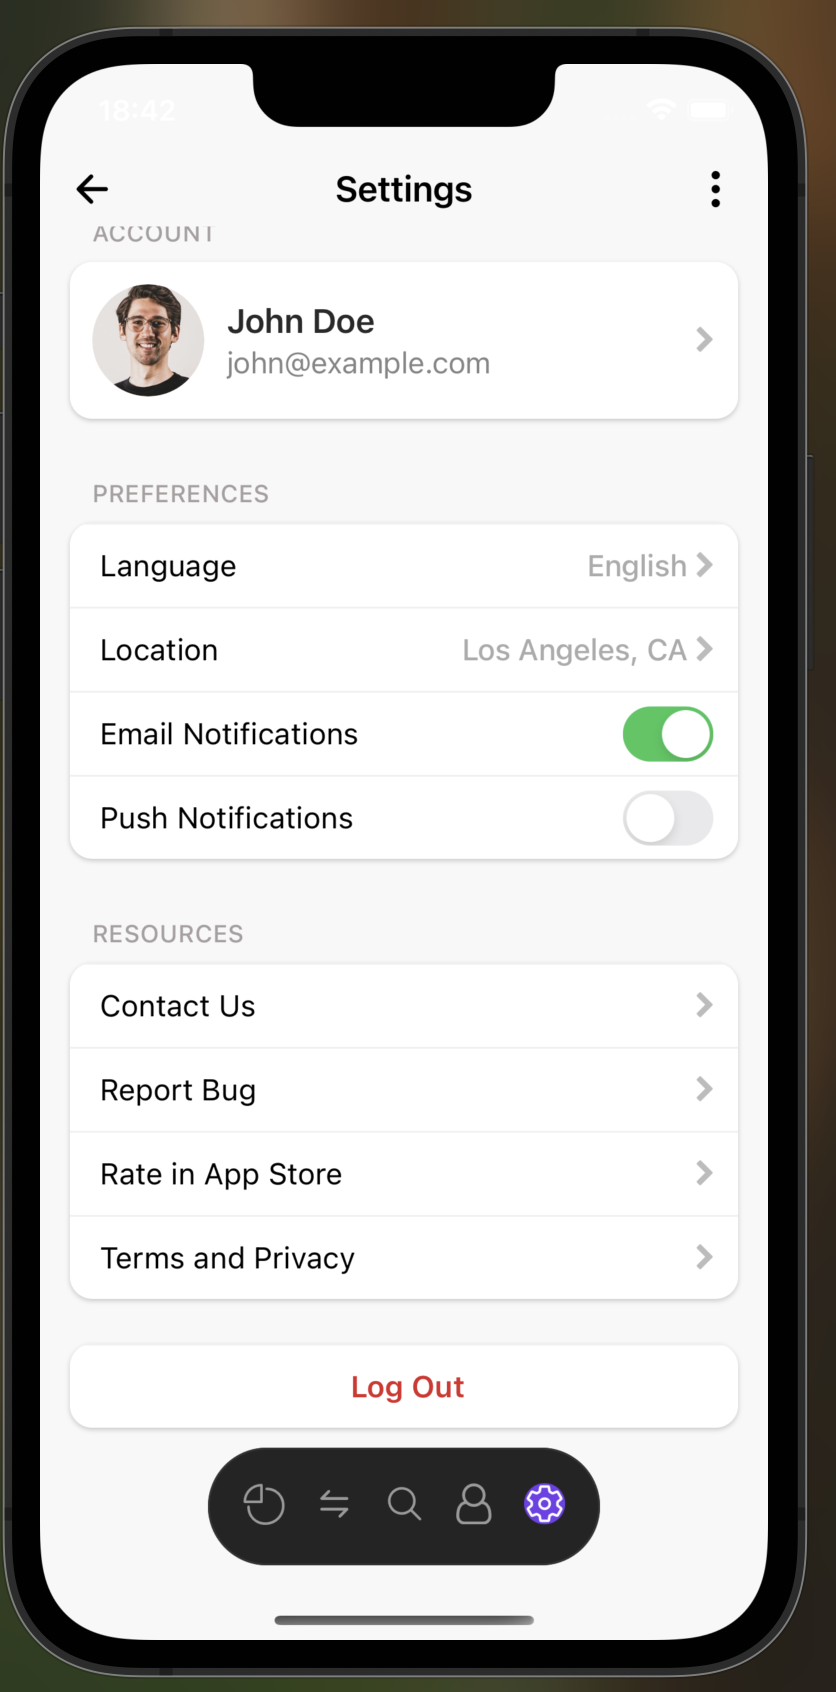 18:42
Settings
ACCOUNT
John Doe
john@example.com
PREFERENCES
Language English
Location Los Angeles, CA
Email Notifications
Push Notifications
RESOURCES
Contact Us
Report Bug
Rate in App Store
Terms and Privacy
Log Out